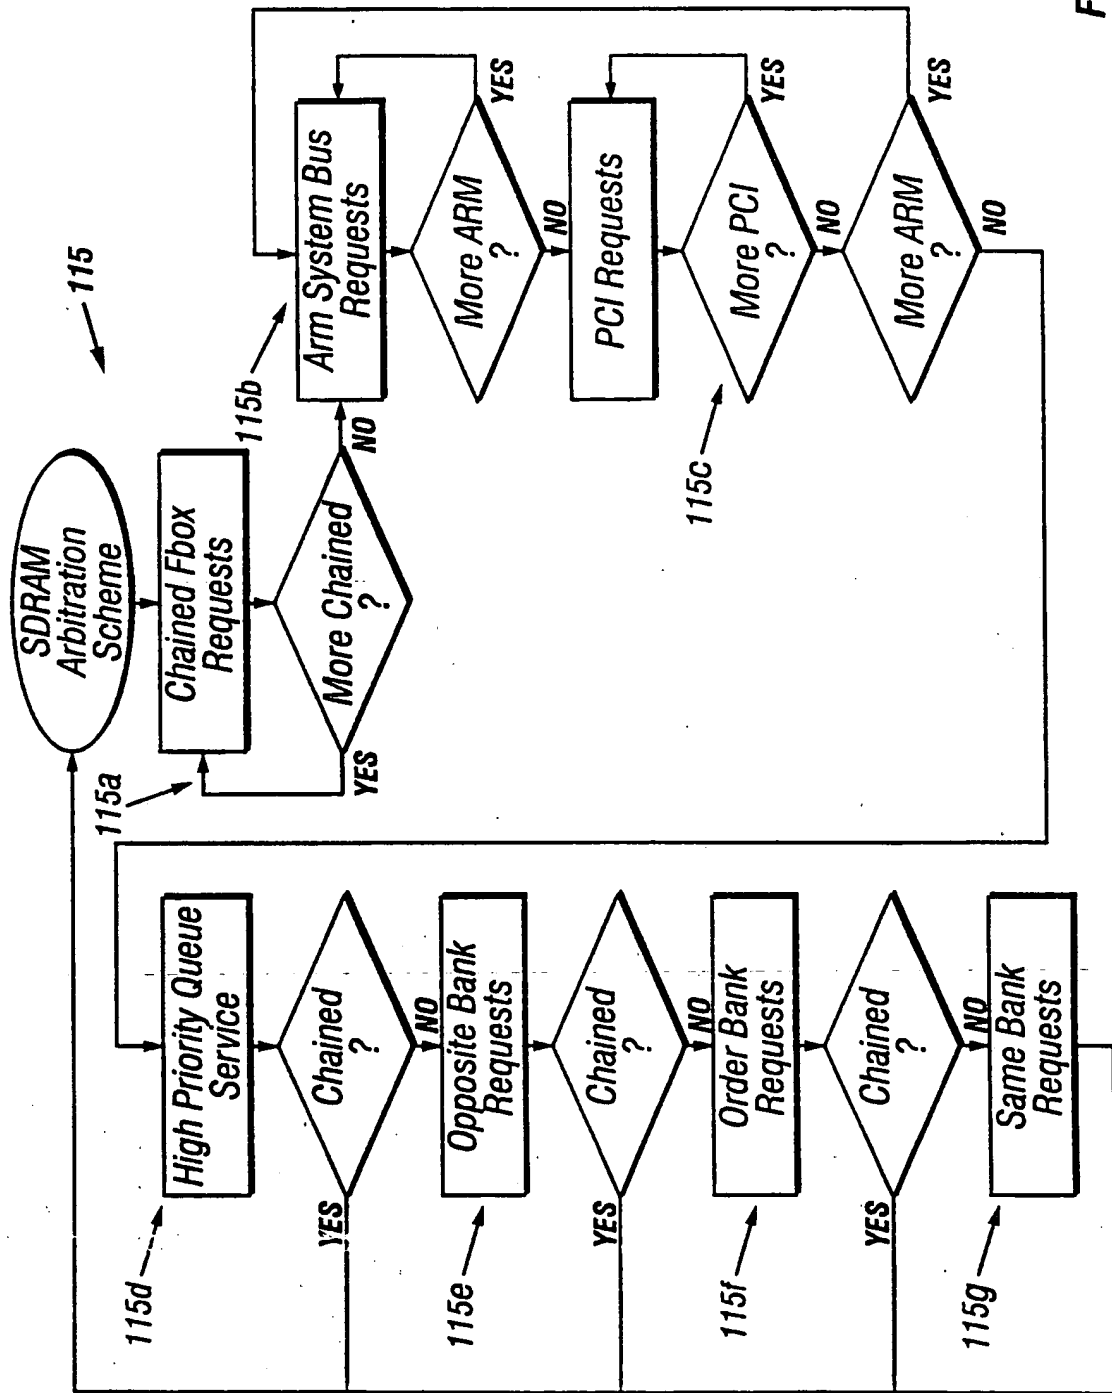 115
SDRAM
Arbitration
Scheme
115a
Chained Fbox
Requests
More Chained
?
YES
NO
115b
Arm System Bus
Requests
More ARM
?
YES
NO
PCI Requests
115c
More PCI
?
YES
NO
More ARM
?
YES
NO
115d
High Priority Queue
Service
Chained
?
YES
NO
115e
Opposite Bank
Requests
Chained
?
YES
NO
115f
Order Bank
Requests
Chained
?
YES
NO
115g
Same Bank
Requests